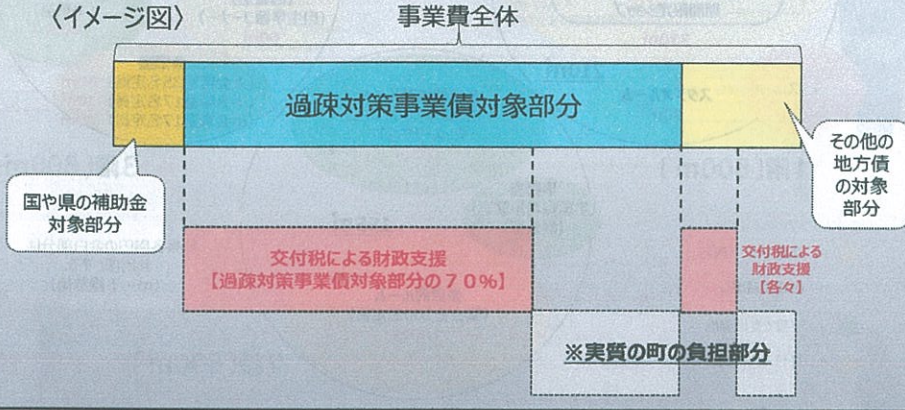 〈イメージ図〉
事業費全体
過疎対策事業債対象部分
その他の
地方債
の対象
部分
国や県の補助金
対象部分
交付税による財政支援
【過疎対策事業債対象部分の70%】
交付税による
財政支援
【各々】
※実質の町の負担部分